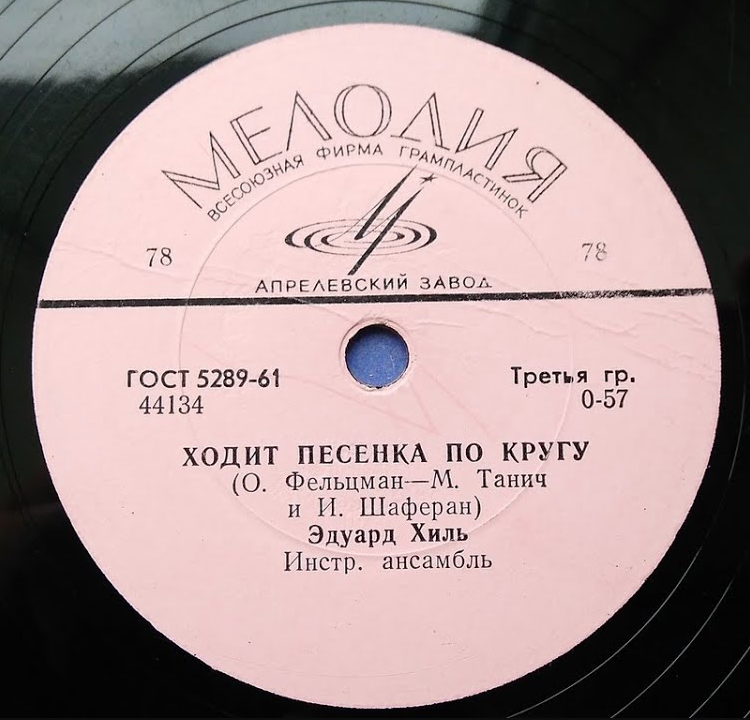 МЕЛОДИЯ
ВСЕСОЮЗНАЯ ФИРМА ГРАМПЛАСТИНОК
78 78
АПРЕЛЕВСКИЙ ЗАВОД
ГОСТ 5289-61 Третья гр.
44134 0-57
ХОДИТ ПЕСЕНКА ПО КРУГУ
(О. Фельцман—М. Танич
и И. Шаферан)
Эдуард Хиль
Инстр. ансамбль